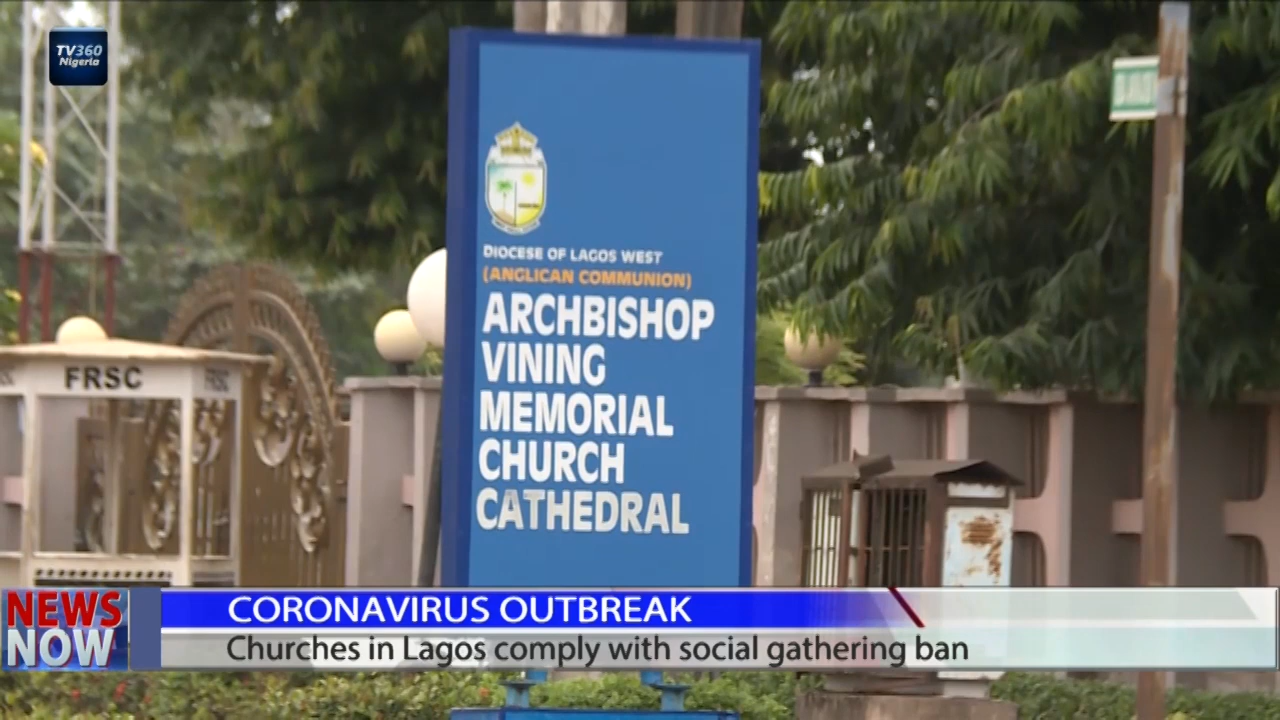 TV360
Nigeria
DIOCESE OF LAGOS WEST
(ANGLICAN COMMUNION)
ARCHBISHOP
VINING
MEMORIAL
CHURCH
CATHEDRAL
FRSC
FRSC
NEWS
NOW
CORONAVIRUS OUTBREAK
Churches in Lagos comply with social gathering ban